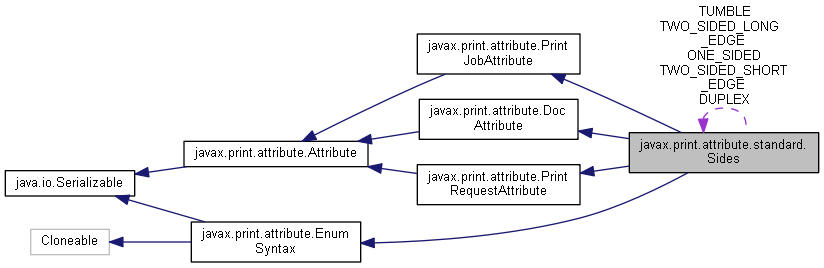 TUMBLE
TWO_SIDED_LONG
_EDGE
ONE_SIDED
TWO_SIDED_SHORT
_EDGE
DUPLEX
javax.print.attribute.Print
JobAttribute
javax.print.attribute.Doc
Attribute
javax.print.attribute.standard.
Sides
javax.print.attribute.Attribute
java.io.Serializable
javax.print.attribute.Print
RequestAttribute
Cloneable
javax.print.attribute.Enum
Syntax